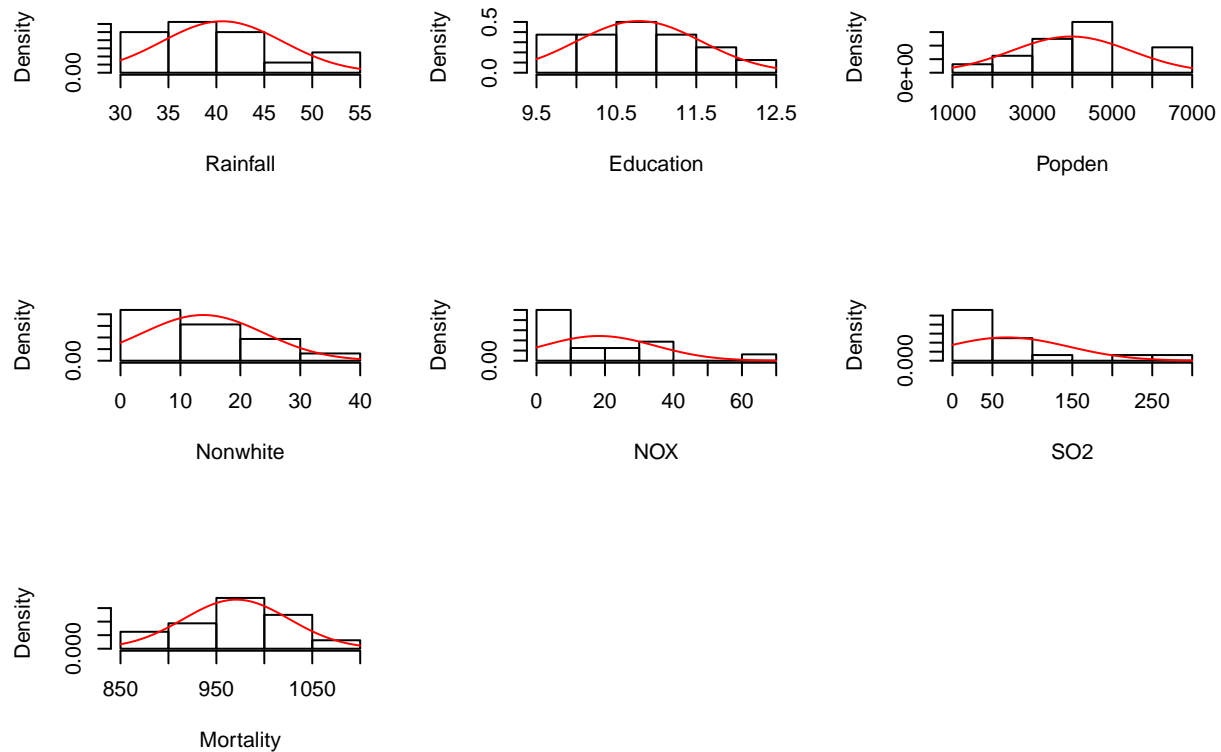 Density
0.00
30 35 40 45 50 55
Rainfall
Density
0.0 0.5
9.5 10.5 11.5 12.5
Education
Density
0e+00
1000 3000 5000 7000
Popden
Density
0.00
0 10 20 30 40
Nonwhite
Density
0.00
0 20 40 60
NOX
Density
0.000
0 50 150 250
SO2
Density
0.000
850 950 1050
Mortality